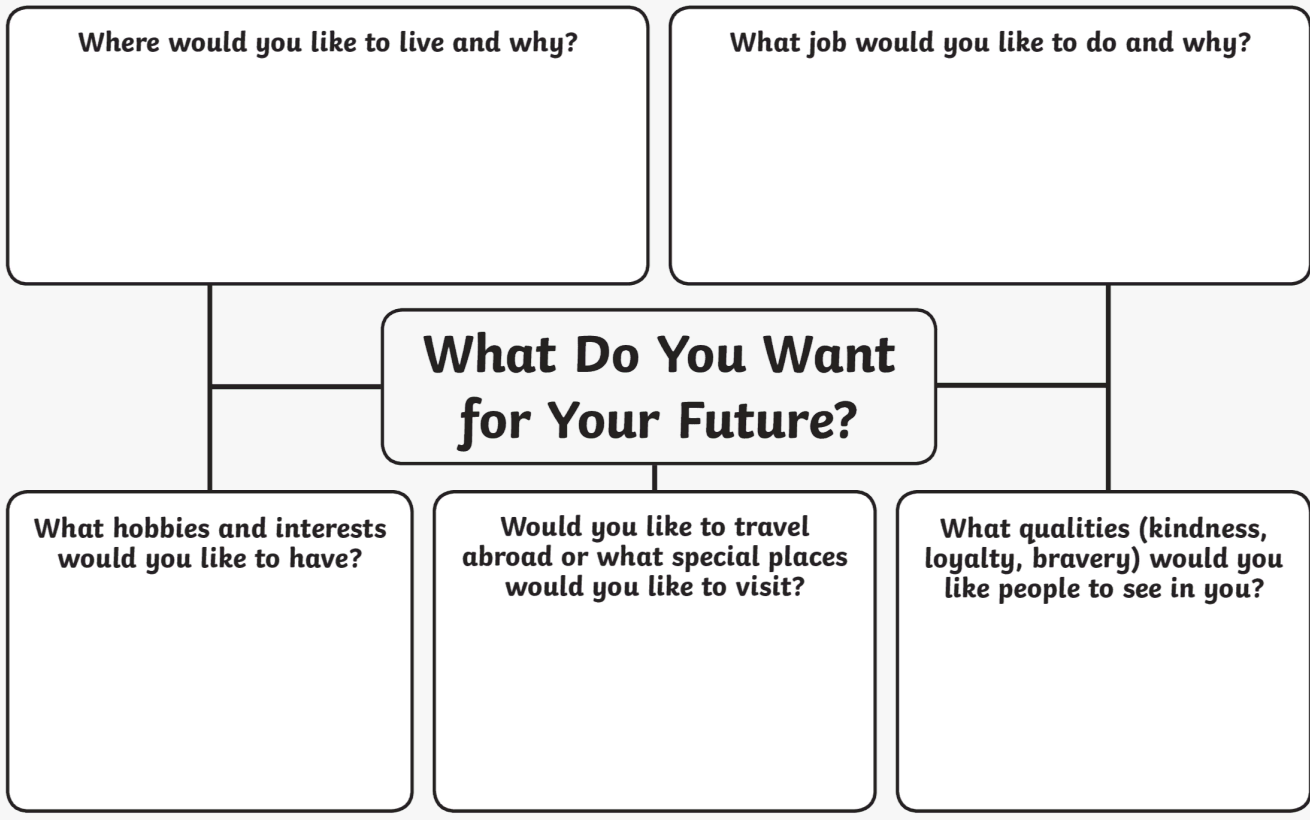 Where would you like to live and why?
What job would you like to do and why?
What Do You Want
for Your Future?
What hobbies and interests
would you like to have?
Would you like to travel
abroad or what special places
would you like to visit?
What qualities (kindness,
loyalty, bravery) would you
like people to see in you?